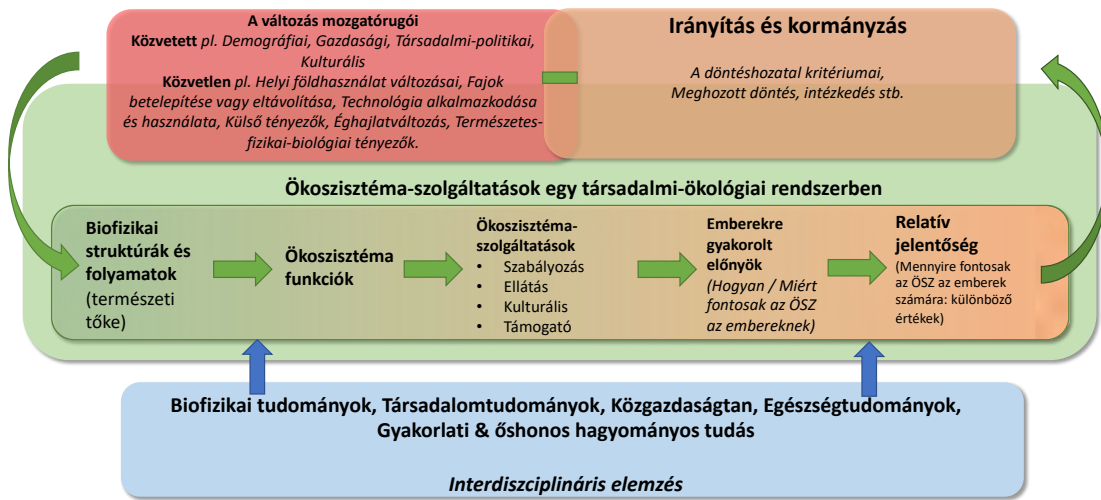 A változás mozgatórugói
Közvetett pl. Demográfiai, Gazdasági, Társadalmi-politikai,
Kulturális
Közvetlen pl. Helyi földhasználat változásai, Fajok
betelepítése vagy eltávolítása, Technológia alkalmazkodása
és használata, Külső tényezők, Éghajlatváltozás, Természetes-
fizikai-biológiai tényezők.
Irányítás és kormányzás
A döntéshozatal kritériumai,
Meghozott döntés, intézkedés stb.
Ökoszisztéma-szolgáltatások egy társadalmi-ökológiai rendszerben
Biofizikai
struktúrák és
folyamatok
(természeti
tőke)
Ökoszisztéma
funkciók
Ökoszisztéma-
szolgáltatások
• Szabályozás
• Ellátás
• Kulturális
• Támogató
Emberekre
gyakorolt
előnyök
(Hogyan / Miért
fontosak az ÖSZ
az embereknek)
Relatív
jelentőség
(Mennyire fontosak
az ÖSZ az emberek
számára: különböző
értékek)
Biofizikai tudományok, Társadalomtudományok, Közgazdaságtan, Egészségtudományok,
Gyakorlati & őshonos hagyományos tudás
Interdiszciplináris elemzés